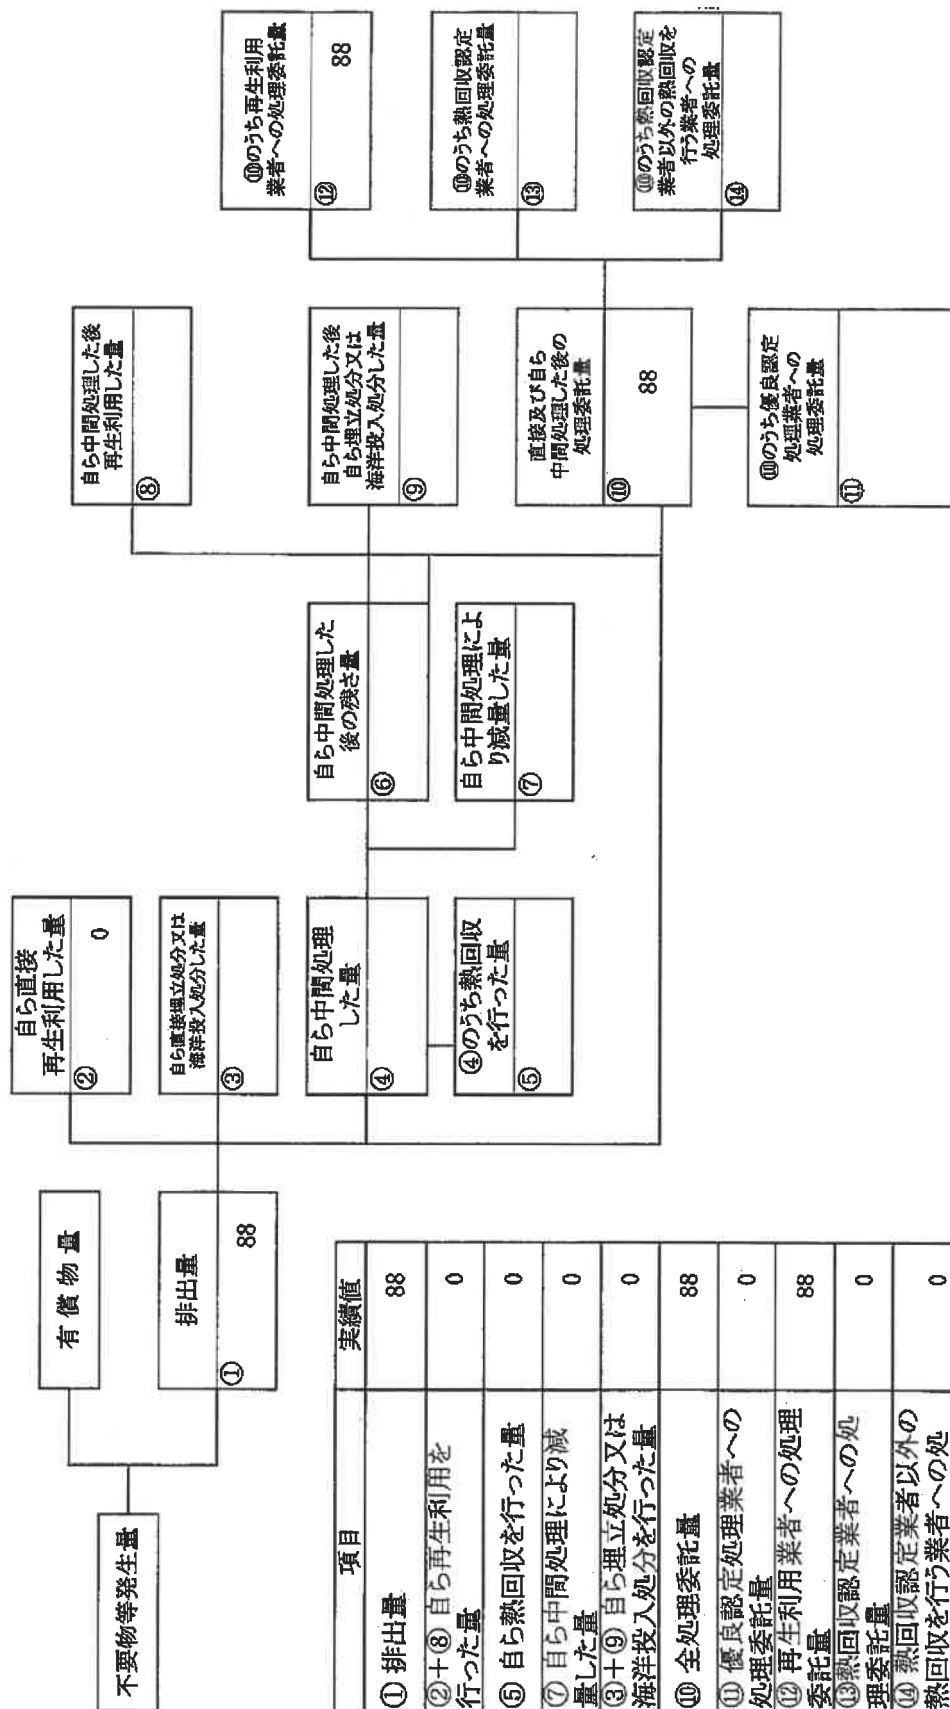 不要物等発生量
有償物量
排出量
①
88
自ら直接
再生利用した量
②
0
自ら直接埋立処分又は
海洋投入処分した量
③
自ら中間処理
した量
④
④のうち熱回収
を行った量
⑤
自ら中間処理した
後の残さ量
⑥
自ら中間処理によ
り減量した量
⑦
自ら中間処理した後
再生利用した量
⑧
自ら中間処理した後
自ら埋立処分又は
海洋投入処分した量
⑨
直接及び自ら
中間処理した後の
処理委託量
⑩
88
⑩のうち優良認定
処理業者への
処理委託量
⑪
⑩のうち再生利用
業者への処理委託量
⑫
88
⑩のうち熱回収認定
業者への処理委託量
⑬
⑩のうち熱回収認定
業者以外の熱回収を
行う業者への
処理委託量
⑭
項目 実績値
①排出量 88
②+⑧ 自ら再生利用を
行った量 0
⑤ 自ら熱回収を行った量 0
⑦ 自ら中間処理により減
量した量 0
③+⑨ 自ら埋立処分又は
海洋投入処分を行った量 0
⑩ 全処理委託量 88
⑪ 優良認定処理業者への
処理委託量 0
⑫ 再生利用業者への処理
委託量 88
⑬熱回収認定業者への処
理委託量 0
⑭ 熱回収認定業者以外の
熱回収を行う業者への処 0